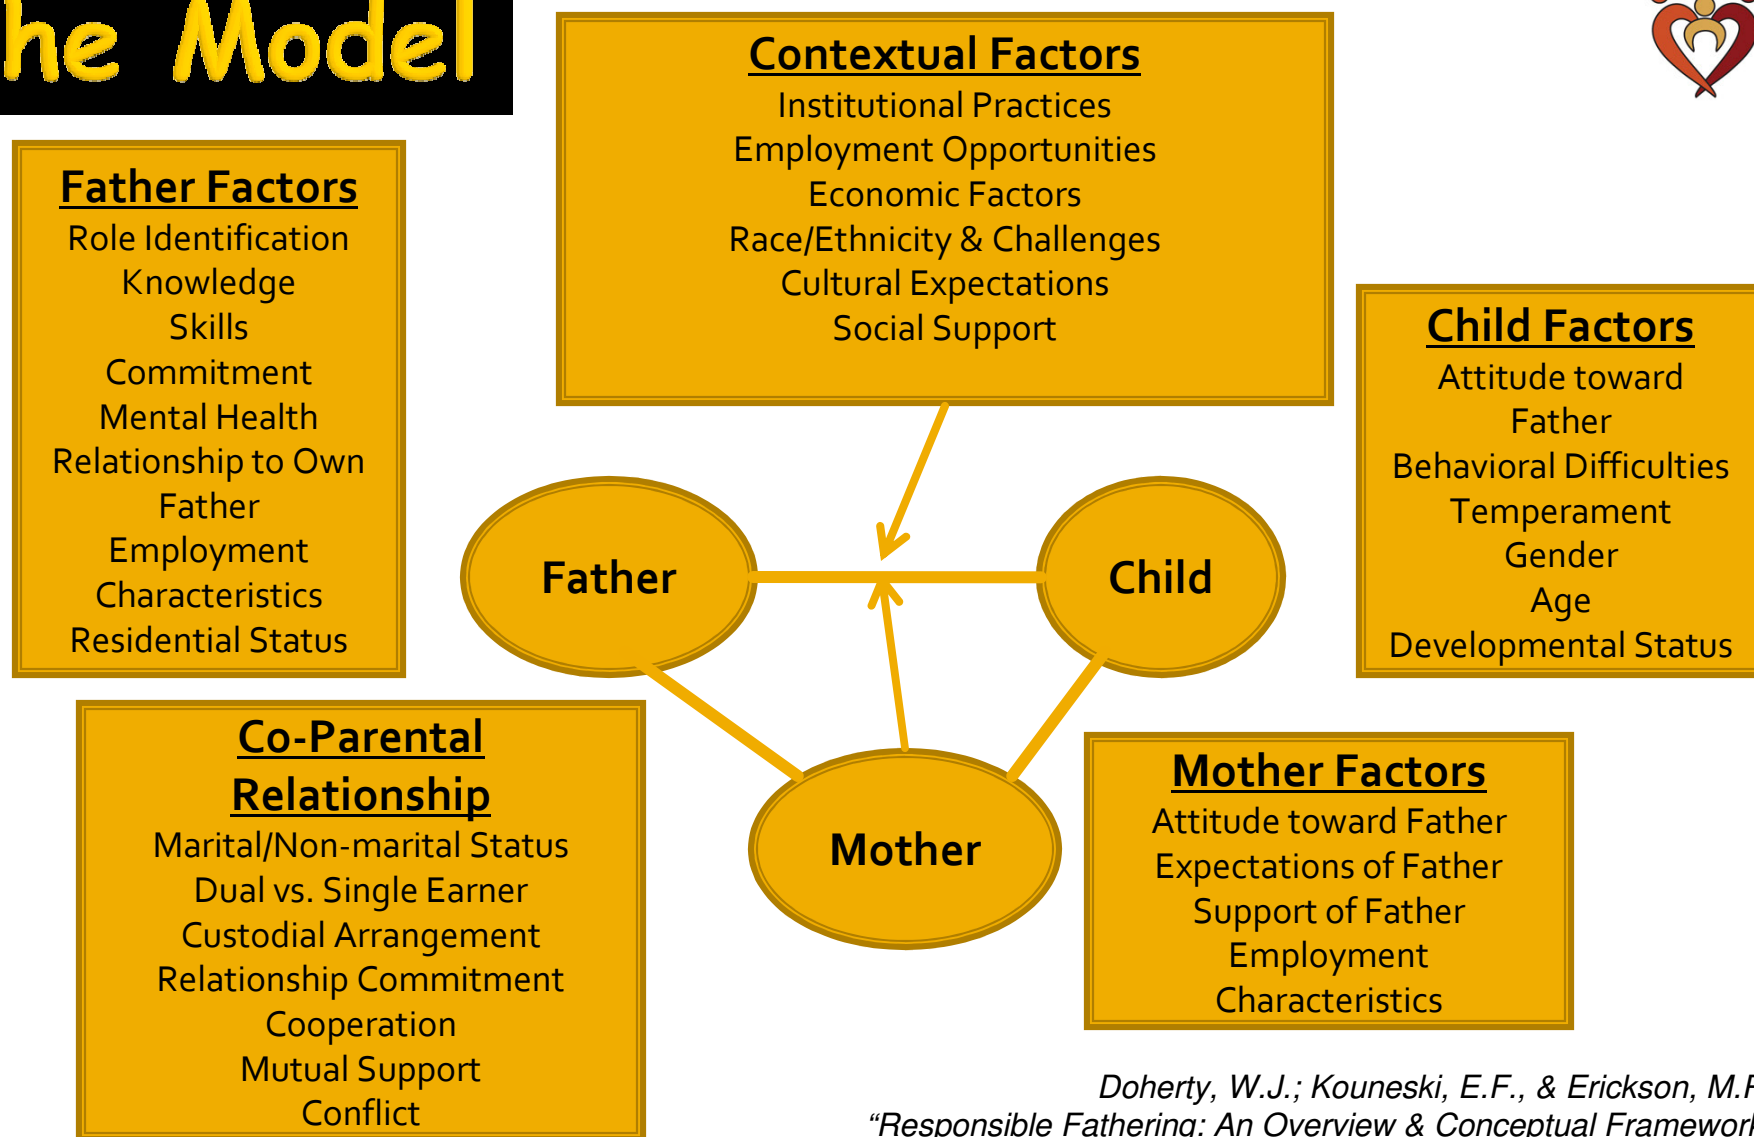 he Model
Contextual Factors
Institutional Practices
Employment Opportunities
Economic Factors
Race/Ethnicity & Challenges
Cultural Expectations
Social Support
Father Factors
Role Identification
Knowledge
Skills
Commitment
Mental Health
Relationship to Own
Father
Employment
Characteristics
Residential Status
Child Factors
Attitude toward
Father
Behavioral Difficulties
Temperament
Gender
Age
Developmental Status
Father
Child
Mother
Co-Parental
Relationship
Marital/Non-marital Status
Dual vs. Single Earner
Custodial Arrangement
Relationship Commitment
Cooperation
Mutual Support
Conflict
Mother Factors
Attitude toward Father
Expectations of Father
Support of Father
Employment
Characteristics
Doherty, W.J.; Kouneski, E.F., & Erickson, M.F
“Responsible Fathering: An Overview & Conceptual Framework